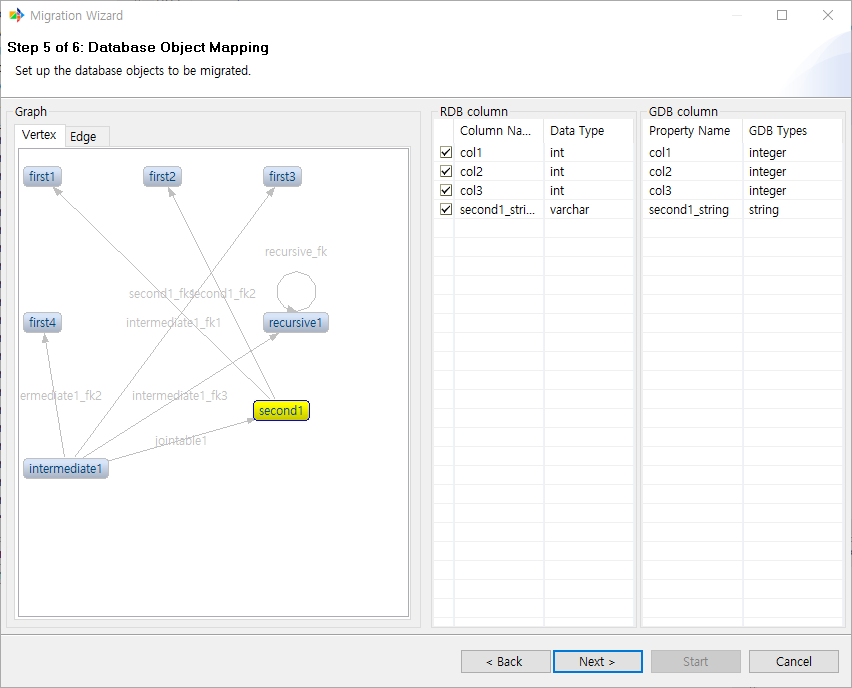 Migration Wizard
Step 5 of 6: Database Object Mapping
Set up the database objects to be migrated.
Graph
Vertex Edge
first1 first2 first3
recursive_fk
second1_fk1 second1_fk2
intermediate1_fk1
first4 recursive1
ermediate1_fk2 intermediate1_fk3
second1
jointable1
intermediate1
RDB column
Column Na... Data Type
col1 int
col2 int
col3 int
second1_stri... varchar
GDB column
Property Name GDB Types
col1 integer
col2 integer
col3 integer
second1_string string
< Back Next > Start Cancel